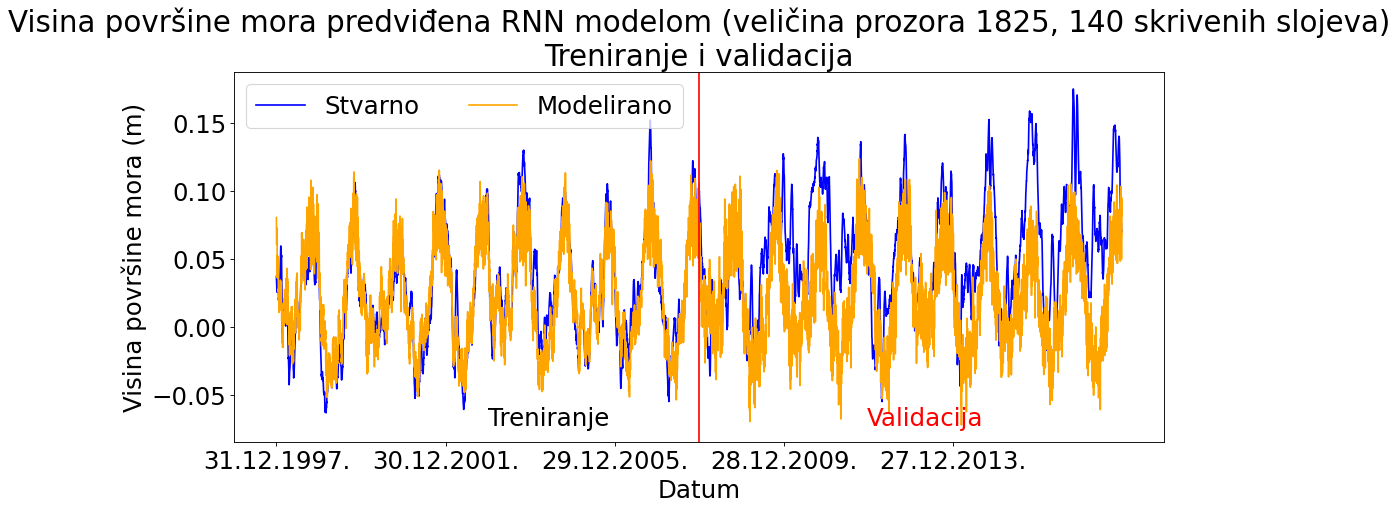 Visina površine mora predviđena RNN modelom (veličina prozora 1825, 140 skrivenih slojeva)
Treniranje i validacija
Stvarno Modelirano
Visina površine mora (m)
0.15
0.10
0.05
0.00
−0.05
Treniranje Validacija
31.12.1997. 30.12.2001. 29.12.2005. 28.12.2009. 27.12.2013.
Datum